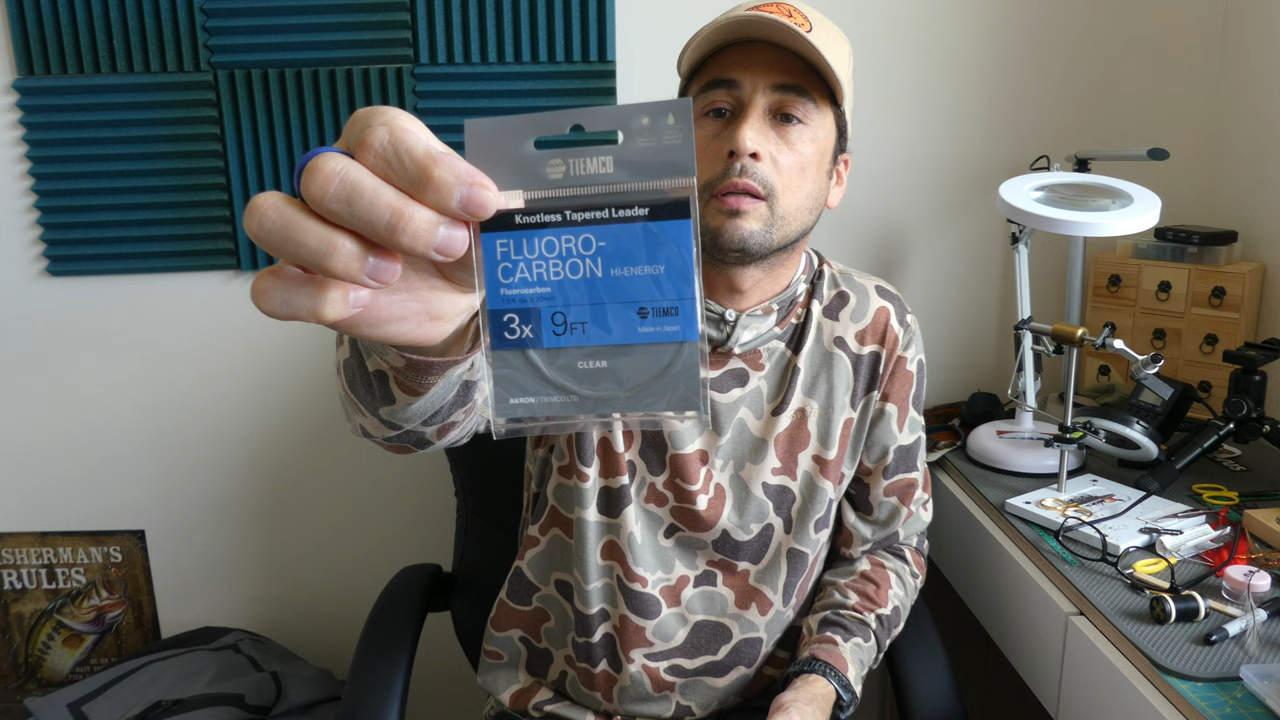 TIEMCO
Knotless Tapered Leader
FLUORO-
CARBON HI-ENERGY
Fluorocarbon
3X 9FT
TIEMCO
Made in Japan
CLEAR
AKRON / TIEMCO LTD.
SHERMAN'S
RULES